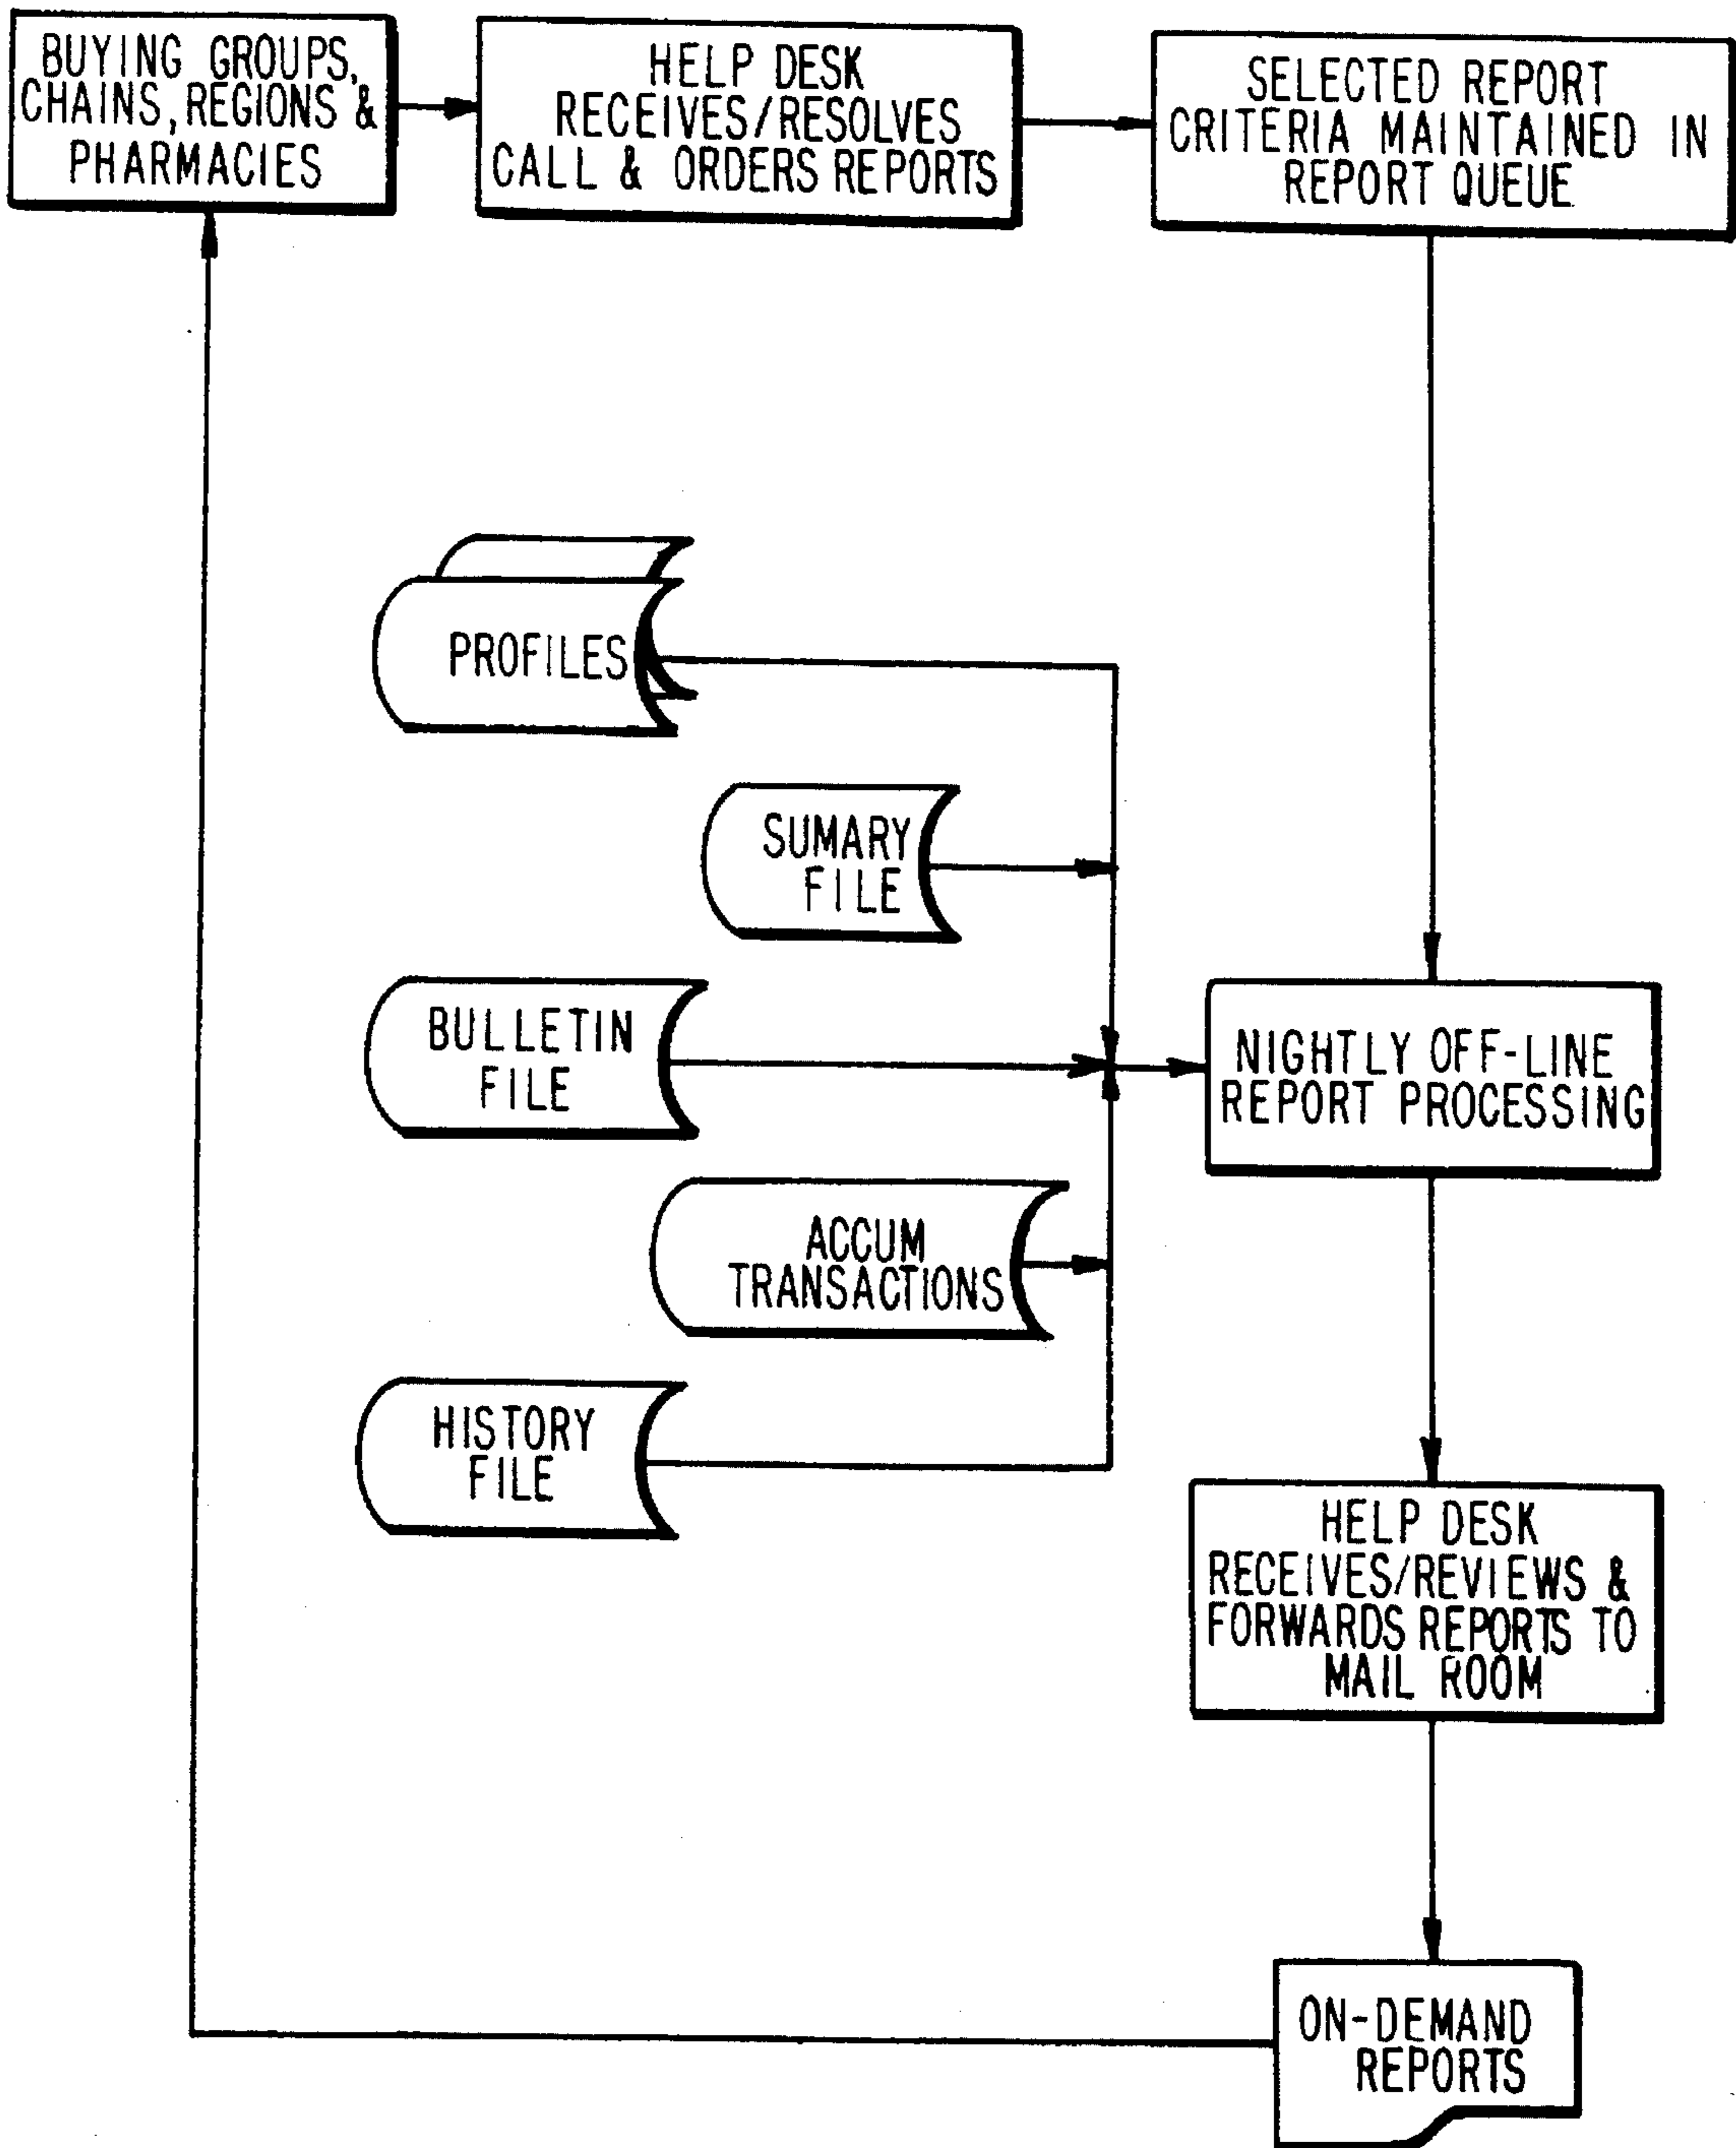 BUYING GROUPS,
CHAINS, REGIONS &
PHARMACIES
HELP DESK
RECEIVES/RESOLVES
CALL & ORDERS REPORTS
SELECTED REPORT
CRITERIA MAINTAINED IN
REPORT QUEUE
PROFILES
SUMARY
FILE
BULLETIN
FILE
NIGHTLY OFF-LINE
REPORT PROCESSING
ACCUM
TRANSACTIONS
HISTORY
FILE
HELP DESK
RECEIVES/REVIEWS &
FORWARDS REPORTS TO
MAIL ROOM
ON-DEMAND
REPORTS